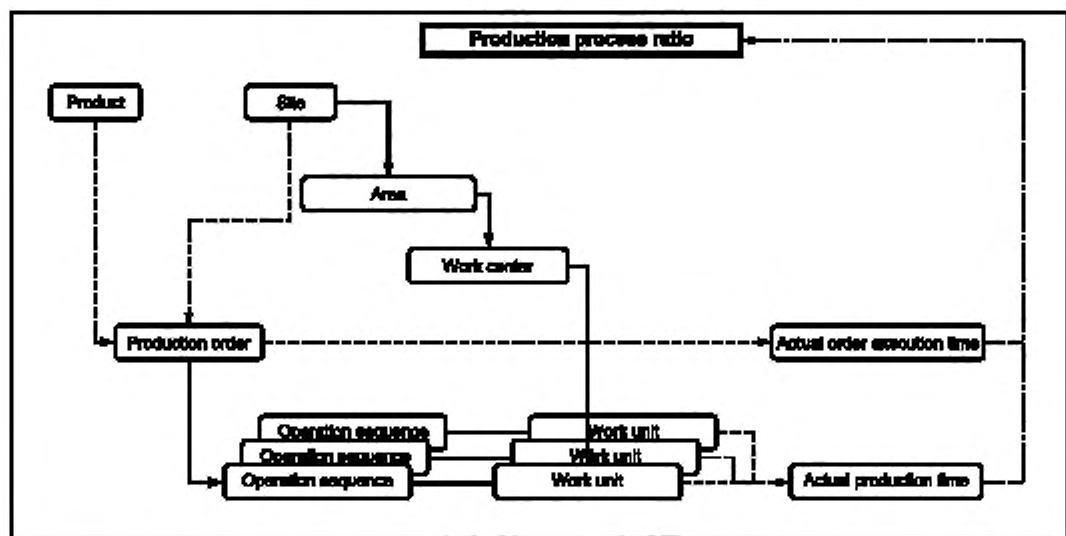 Production process ratio
Product
Site
Area
Work center
Production order
Actual order execution time
Operation sequence
Work unit
Operation sequence
Work unit
Operation sequence
Work unit
Actual production time